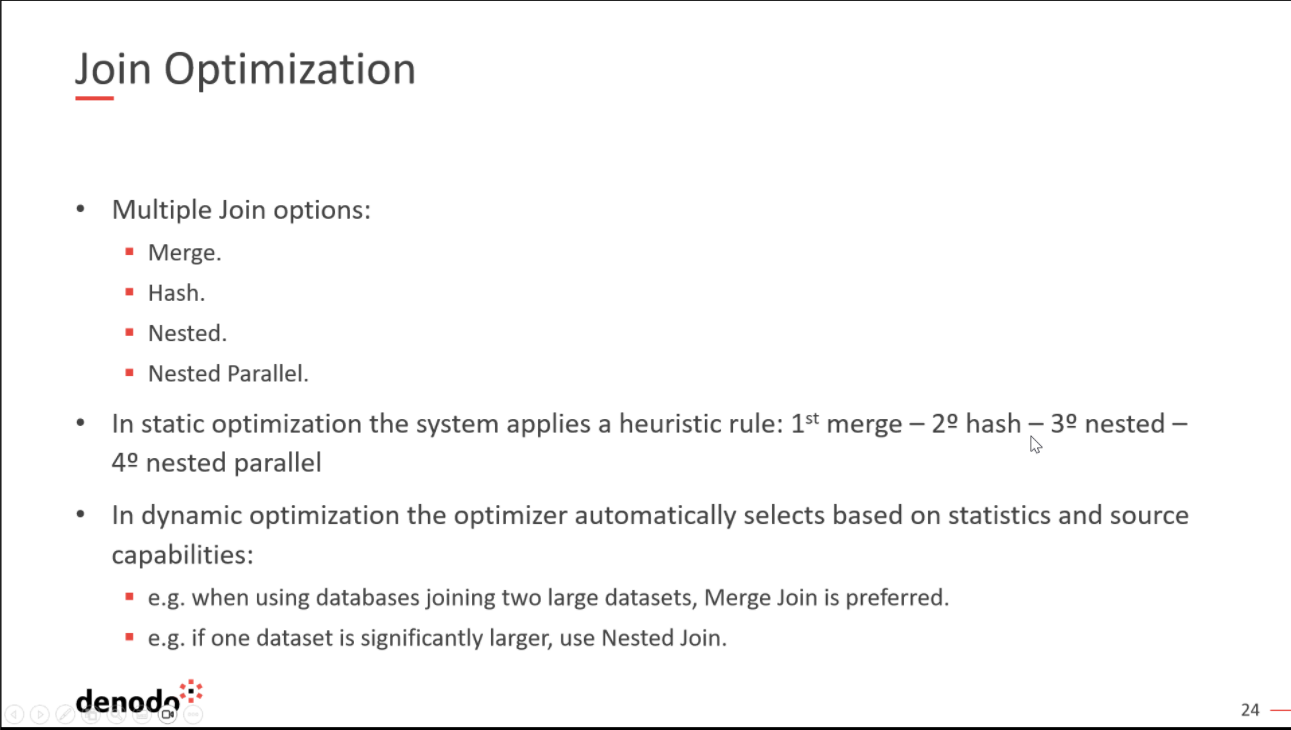 Join Optimization
• Multiple Join options:
▪ Merge.
▪ Hash.
▪ Nested.
▪ Nested Parallel.
• In static optimization the system applies a heuristic rule: 1st merge – 2º hash – 3º nested –
4º nested parallel
• In dynamic optimization the optimizer automatically selects based on statistics and source
capabilities:
▪ e.g. when using databases joining two large datasets, Merge Join is preferred.
▪ e.g. if one dataset is significantly larger, use Nested Join.
denodo
24